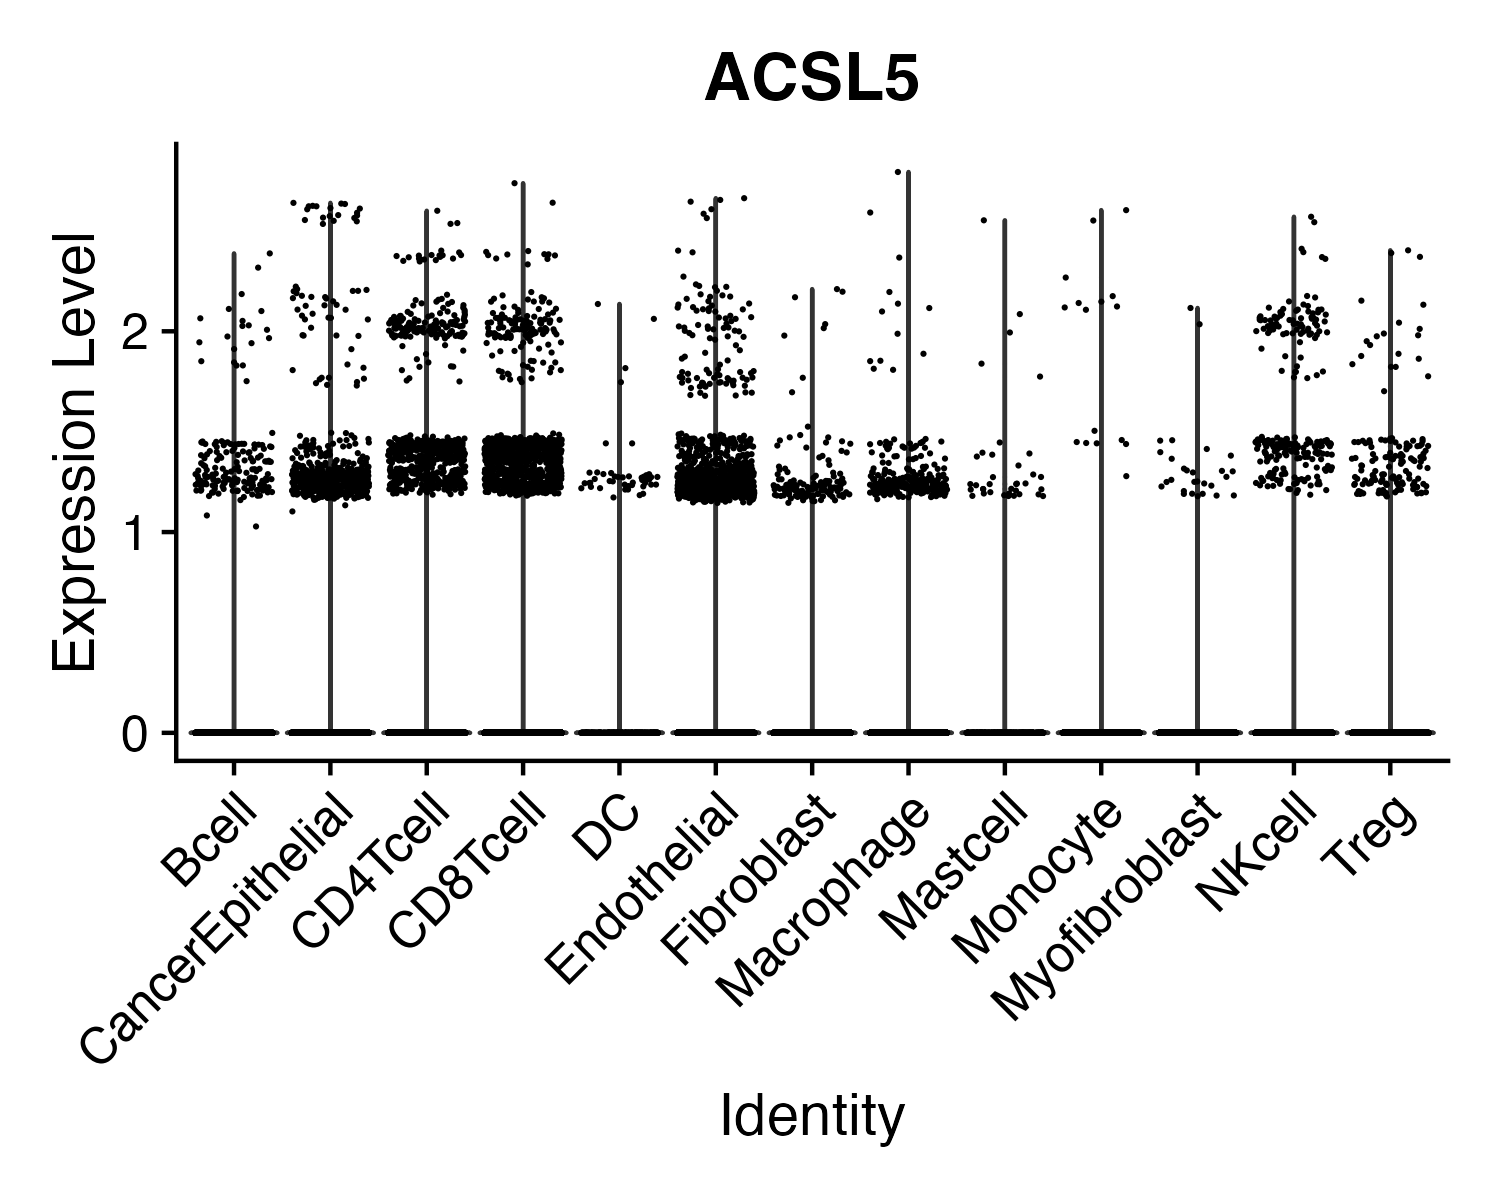 ACSL5
Expression Level
2
1
0
Bcell
CancerEpithelial
CD4Tcell
CD8Tcell
DC
Endothelial
Fibroblast
Macrophage
Mastcell
Monocyte
Myofibroblast
NKcell
Treg
Identity